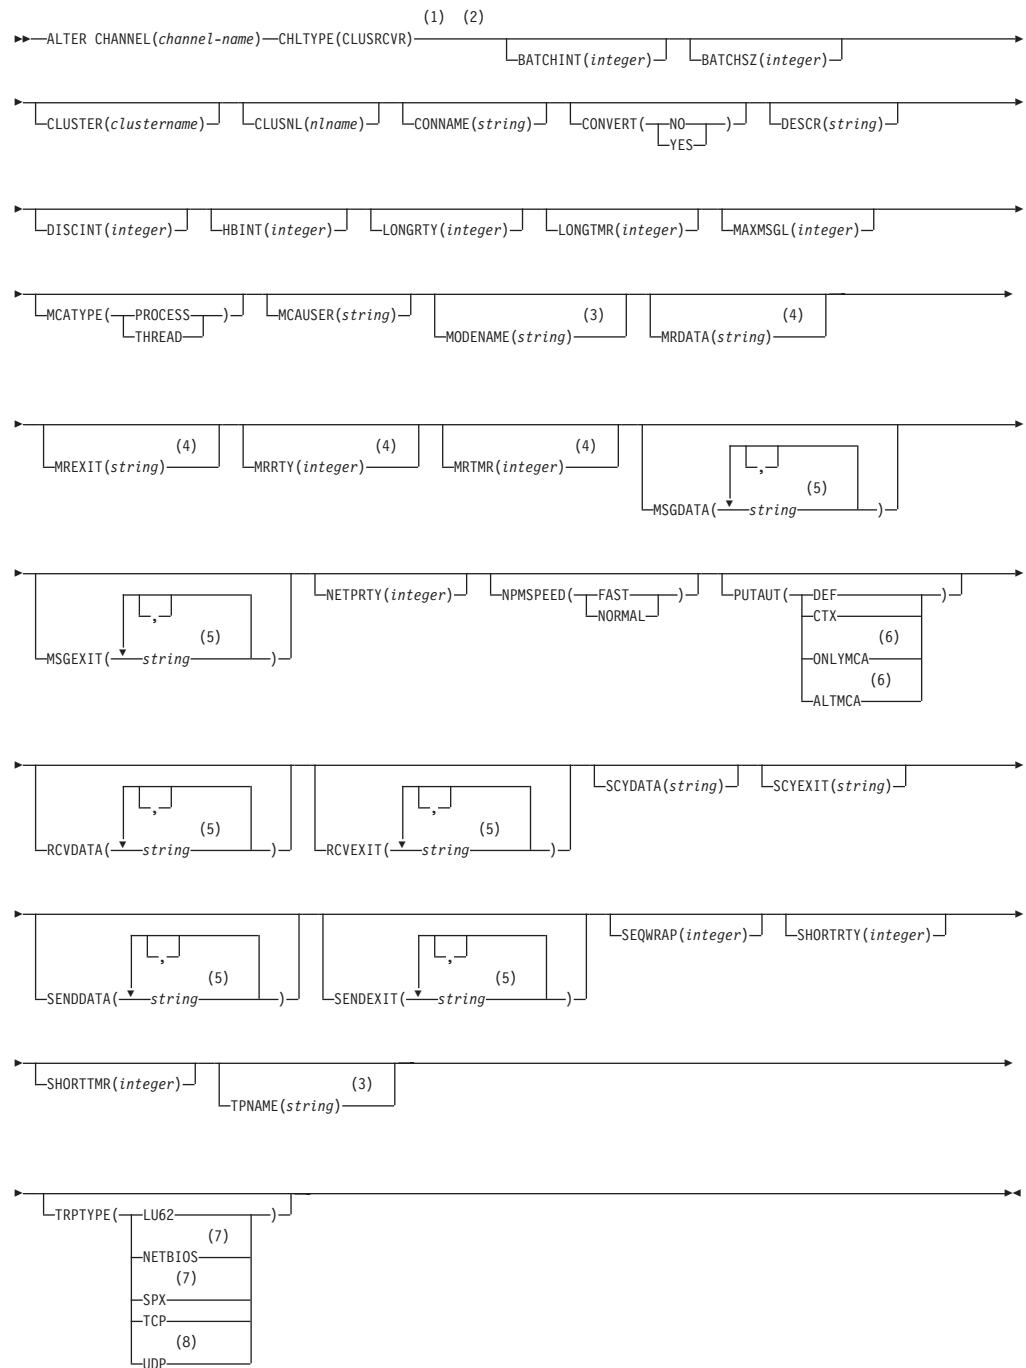 (1) (2)
ALTER CHANNEL(channel-name) CHLTYPE(CLUSRCVR)
BATCHINT(integer) BATCHSZ(integer)
CLUSTER(clustername) CLUSNL(nlname) CONNAME(string) CONVERT( NO ) DESCR(string)
YES
DISCINT(integer) HBINT(integer) LONGRTY(integer) LONGTMR(integer) MAXMSGL(integer)
MCATYPE( PROCESS ) MCAUSER(string)
THREAD
(3) (4)
MODENAME(string) MRDATA(string)
(4) (4) (4)
MREXIT(string) MRRTY(integer) MRTMR(integer)
,
(5)
MSGDATA( string )
,
(5)
MSGEXIT( string )
NETPRTY(integer) NPMSPEED( FAST ) PUTAUT( DEF )
NORMAL CTX
(6)
ONLYMCA
(6)
ALTMCA
, ,
(5) (5)
RCVDATA( string ) RCVEXIT( string )
SCYDATA(string) SCYEXIT(string)
, ,
(5) (5)
SENDDATA( string ) SENDEXIT( string )
SEQWRAP(integer) SHORTRTY(integer)
SHORTTMR(integer)
(3)
TPNAME(string)
TRPTYPE( LU62 )
(7)
NETBIOS
(7)
SPX
TCP
(8)
UDP